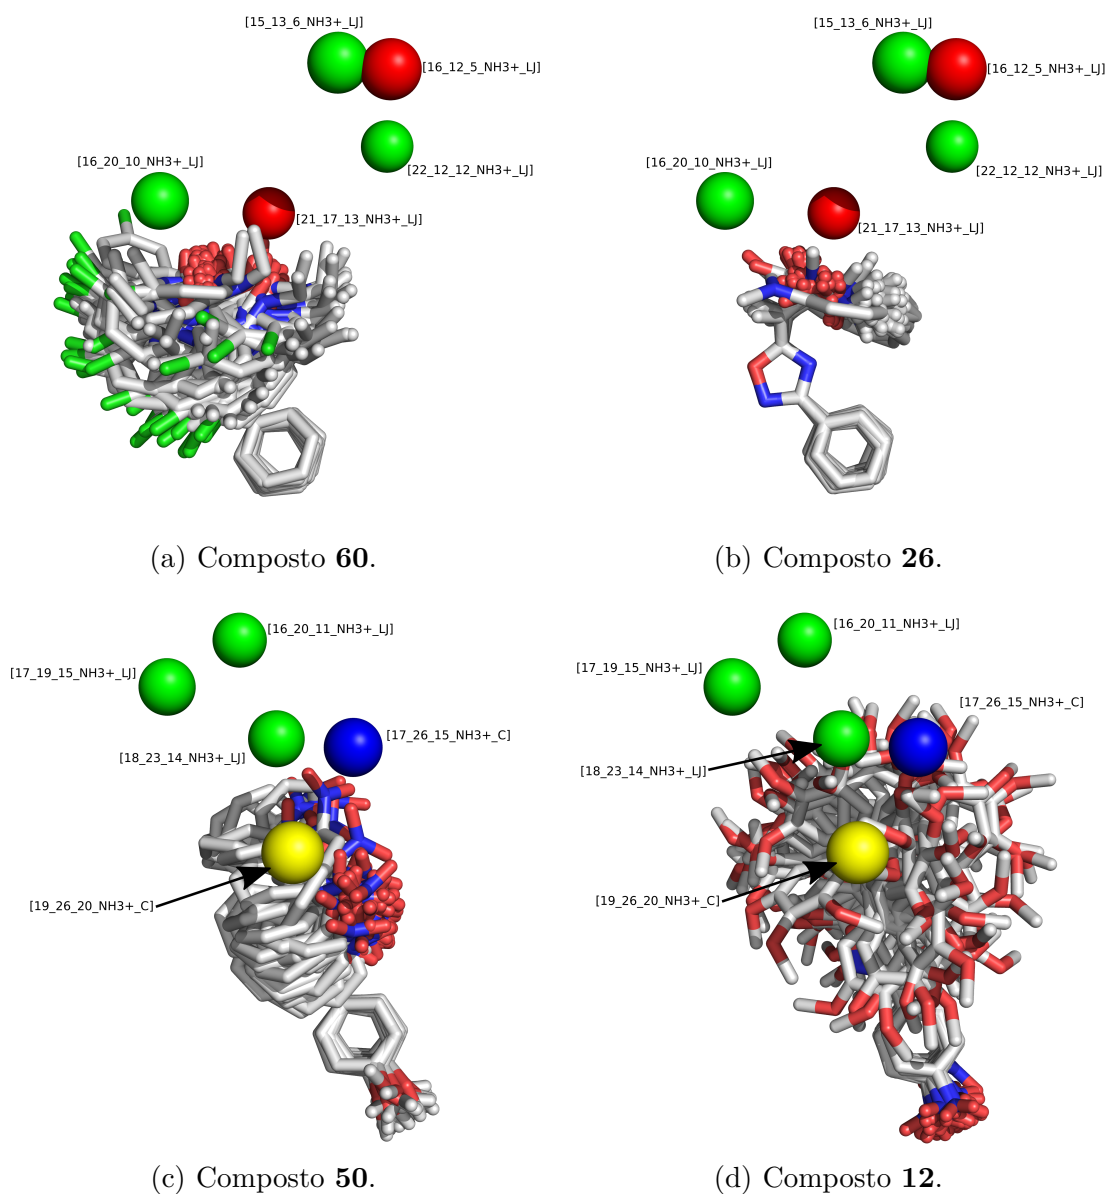 [15_13_6_NH3+_LJ]
[16_12_5_NH3+_LJ]
[22_12_12_NH3+_LJ]
[16_20_10_NH3+_LJ]
[21_17_13_NH3+_LJ]
(a) Composto 60.
[15_13_6_NH3+_LJ]
[16_12_5_NH3+_LJ]
[22_12_12_NH3+_LJ]
[16_20_10_NH3+_LJ]
[21_17_13_NH3+_LJ]
(b) Composto 26.
[16_20_11_NH3+_LJ]
[17_19_15_NH3+_LJ]
[17_26_15_NH3+_C]
[18_23_14_NH3+_LJ]
[19_26_20_NH3+_C]
(c) Composto 50.
[16_20_11_NH3+_LJ]
[17_19_15_NH3+_LJ]
[17_26_15_NH3+_C]
[18_23_14_NH3+_LJ]
[19_26_20_NH3+_C]
(d) Composto 12.